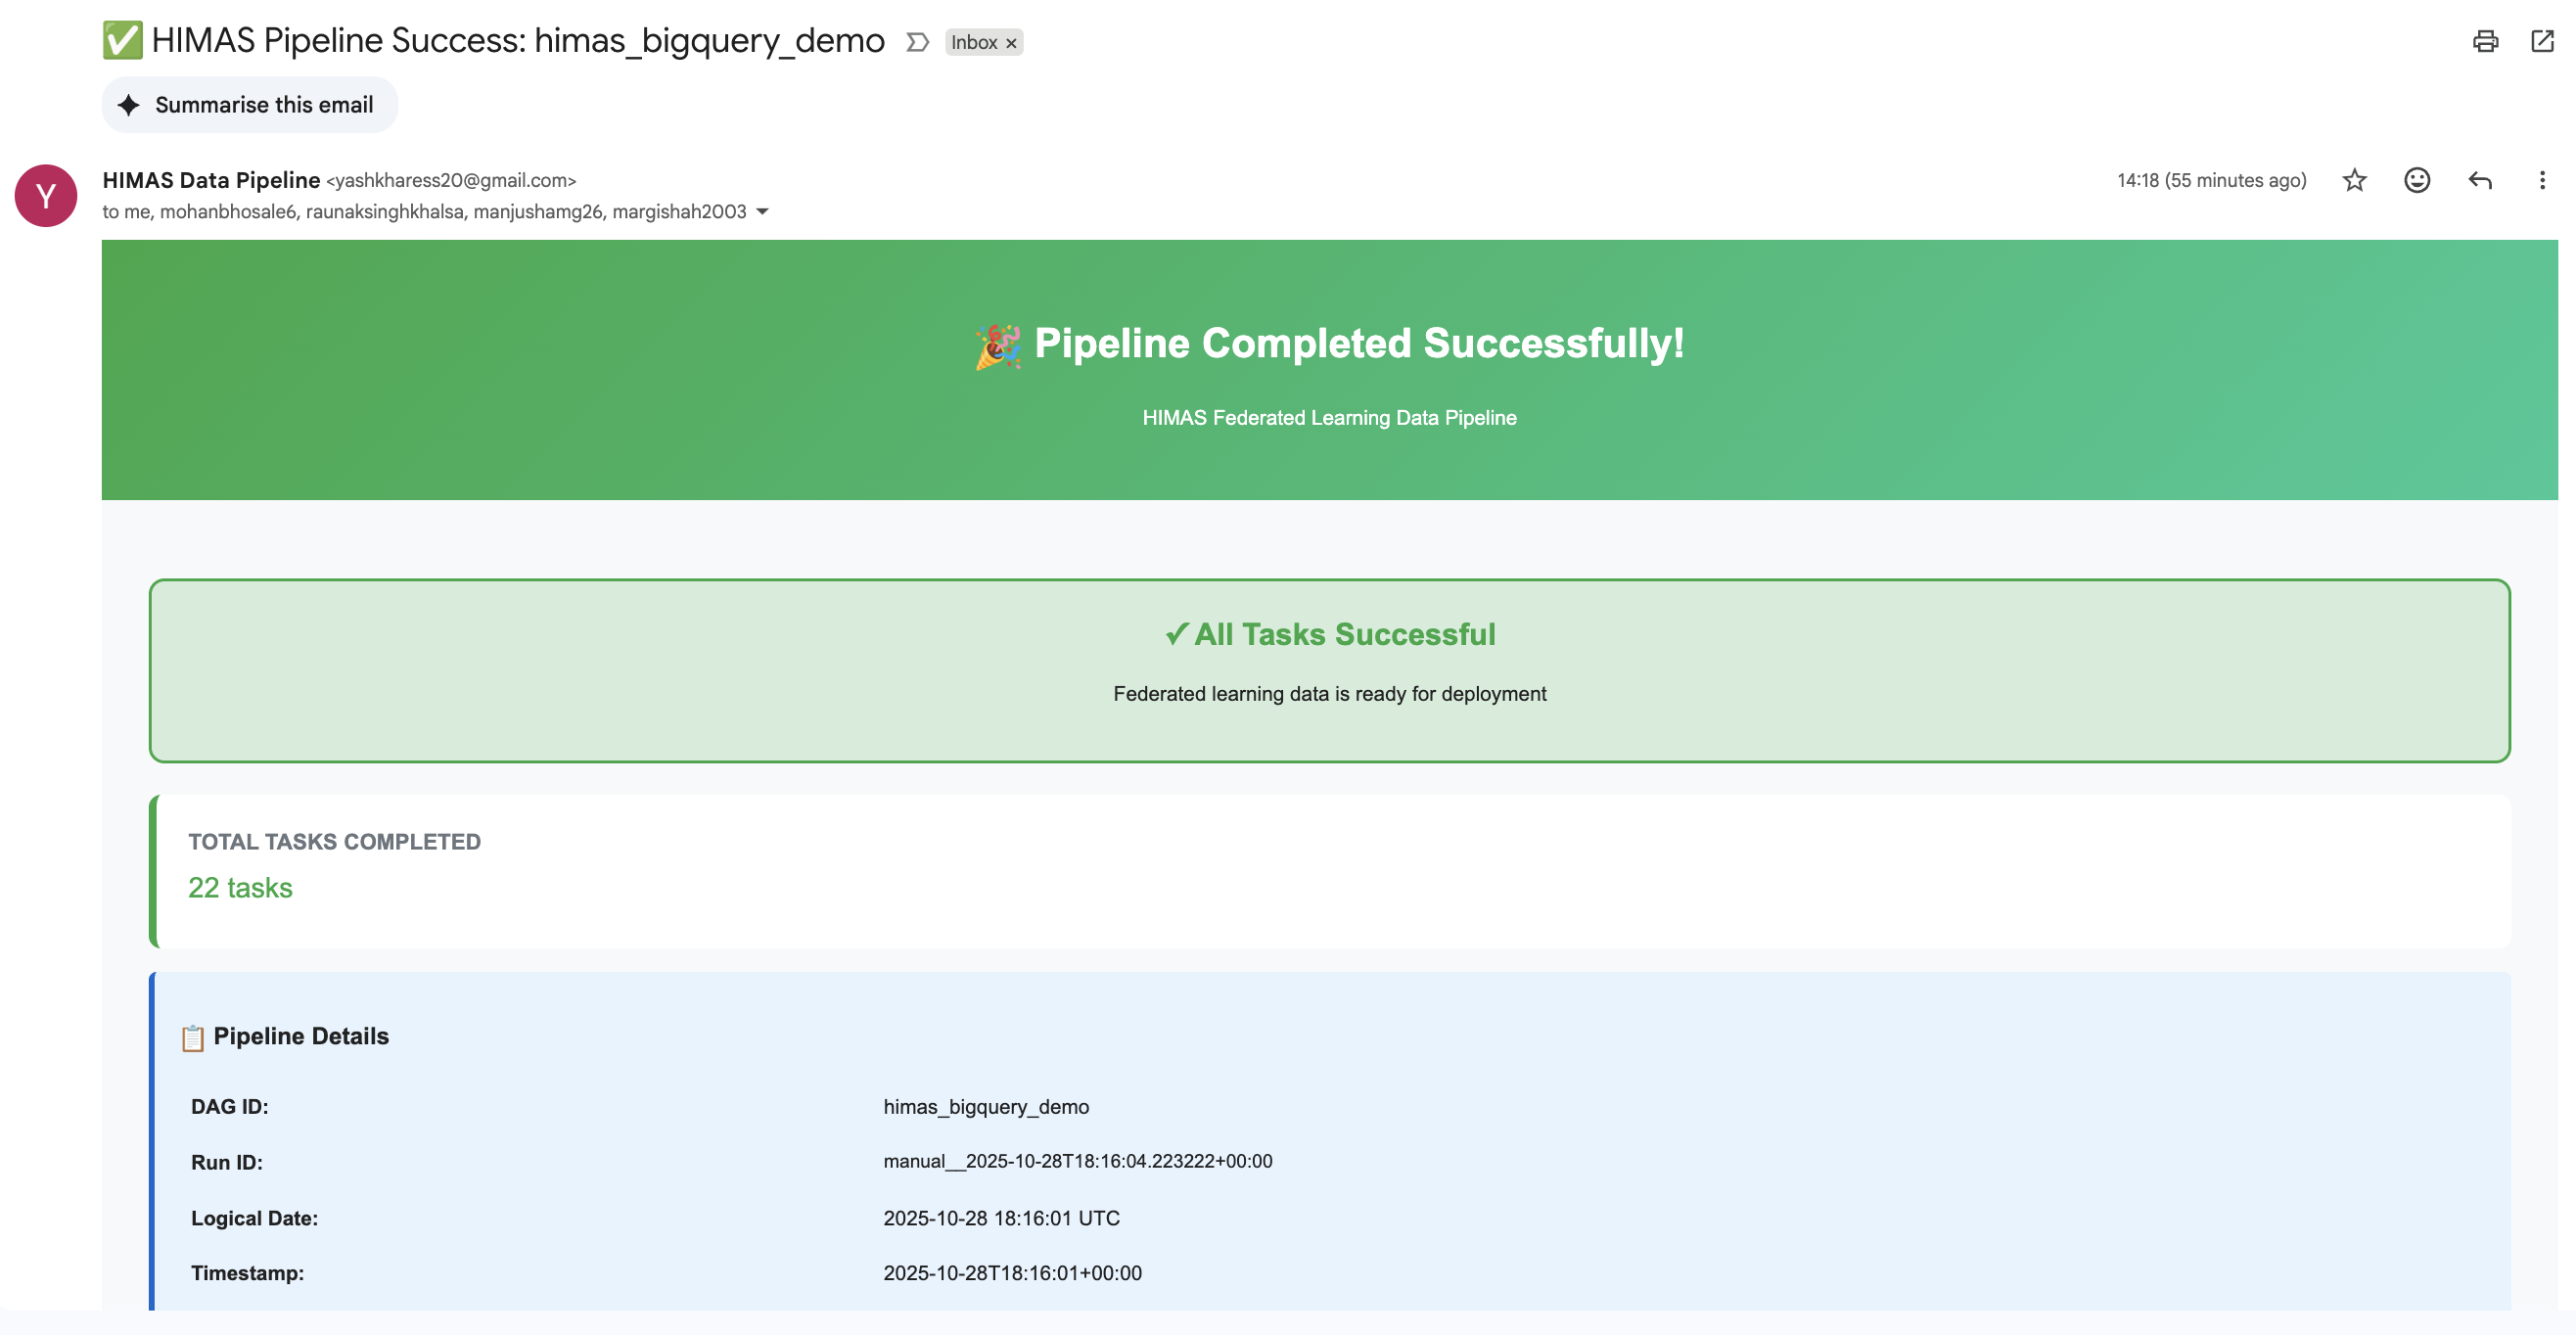 ✅ HIMAS Pipeline Success: himas_bigquery_demo Inbox ×
Summarise this email
Y
HIMAS Data Pipeline <yashkharess20@gmail.com> 14:18 (55 minutes ago)
to me, mohanbhosale6, raunaksinghkhalsa, manjushamg26, margishah2003
🎉 Pipeline Completed Successfully!
HIMAS Federated Learning Data Pipeline
✓ All Tasks Successful
Federated learning data is ready for deployment
TOTAL TASKS COMPLETED
22 tasks
📋 Pipeline Details
DAG ID: himas_bigquery_demo
Run ID: manual__2025-10-28T18:16:04.223222+00:00
Logical Date: 2025-10-28 18:16:01 UTC
Timestamp: 2025-10-28T18:16:01+00:00